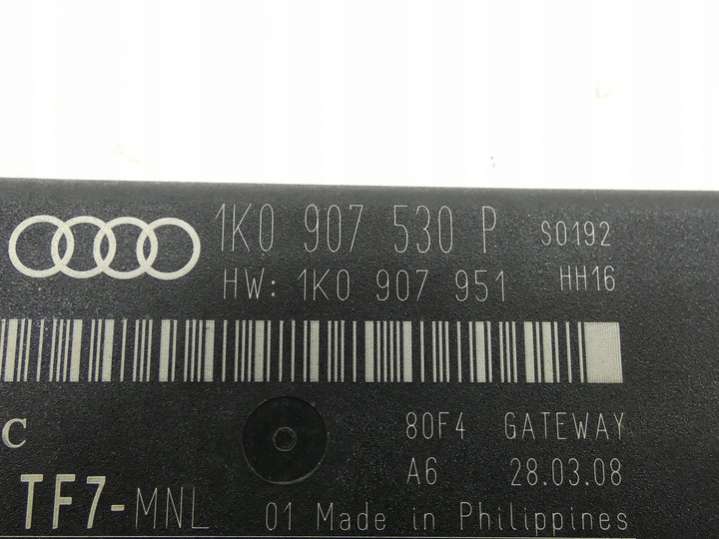 1K0 907 530 P S0192
HW: 1K0 907 951 HH16
C 80F4 GATEWAY
A6 28.03.08
TF7-MNL 01 Made in Philippines